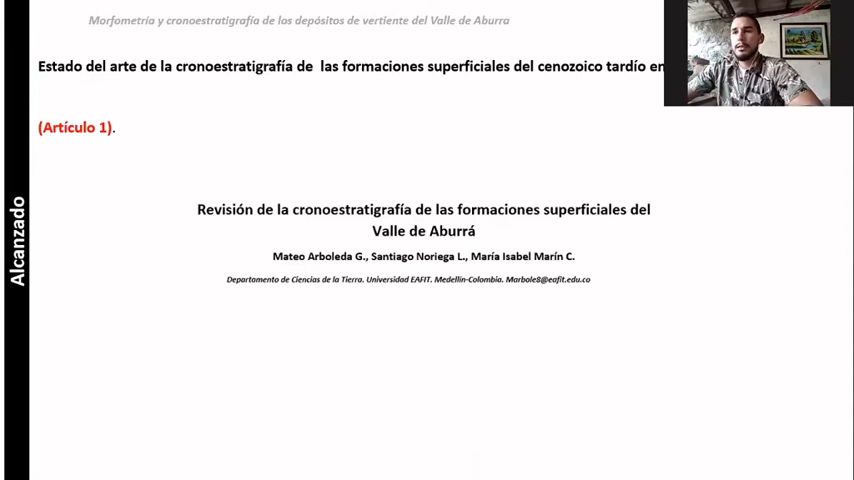 Morfometría y cronoestratigrafía de los depósitos de vertiente del Valle de Aburra
Estado del arte de la cronoestratigrafía de las formaciones superficiales del cenozoico tardío en
(Artículo 1).
Alcanzado
Revisión de la cronoestratigrafía de las formaciones superficiales del
Valle de Aburrá
Mateo Arboleda G., Santiago Noriega L., María Isabel Marín C.
Departamento de Ciencias de la Tierra. Universidad EAFIT. Medellín-Colombia. Marbole8@eafit.edu.co